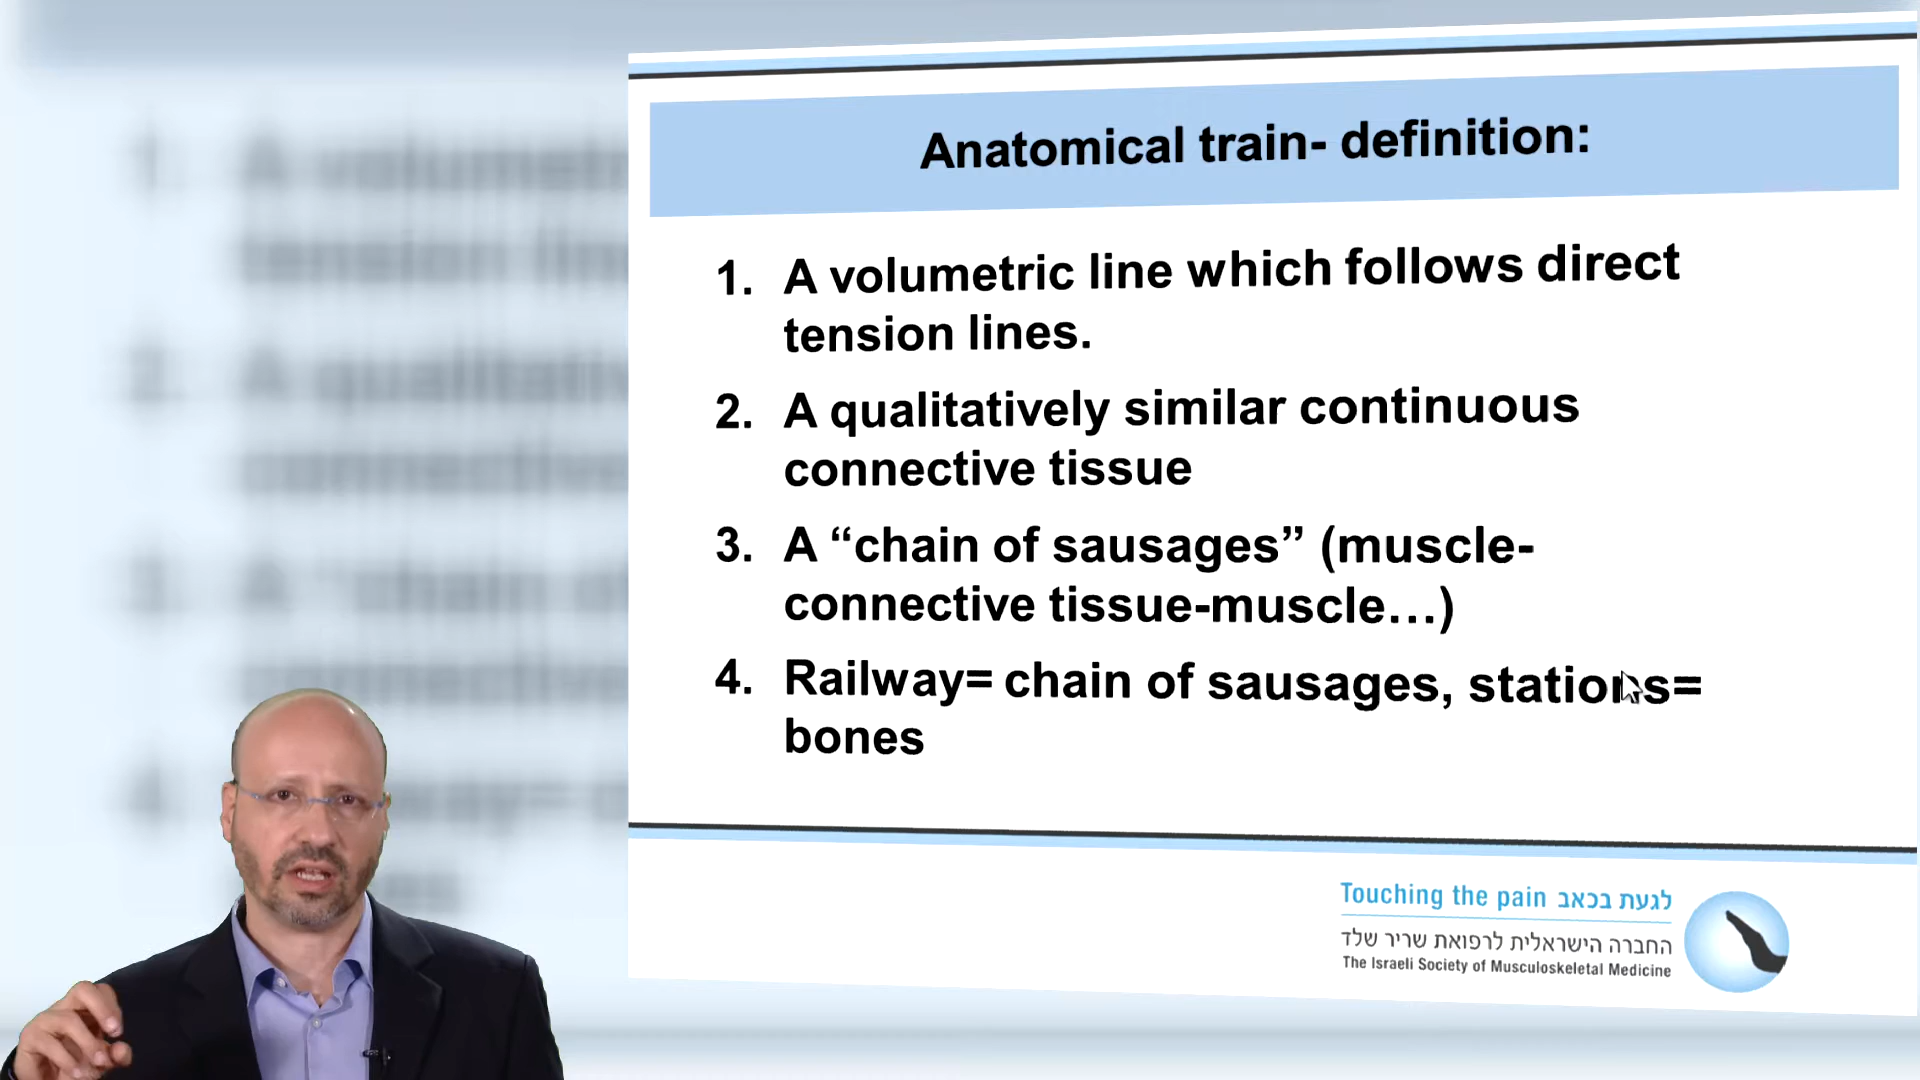 Anatomical train- definition:
1. A volumetric line which follows direct
tension lines.
2. A qualitatively similar continuous
connective tissue
3. A “chain of sausages” (muscle-
connective tissue-muscle…)
4. Railway= chain of sausages, stations=
bones
Touching the pain לגעת בכאב
החברה הישראלית לרפואת שריר שלד
The Israeli Society of Musculoskeletal Medicine